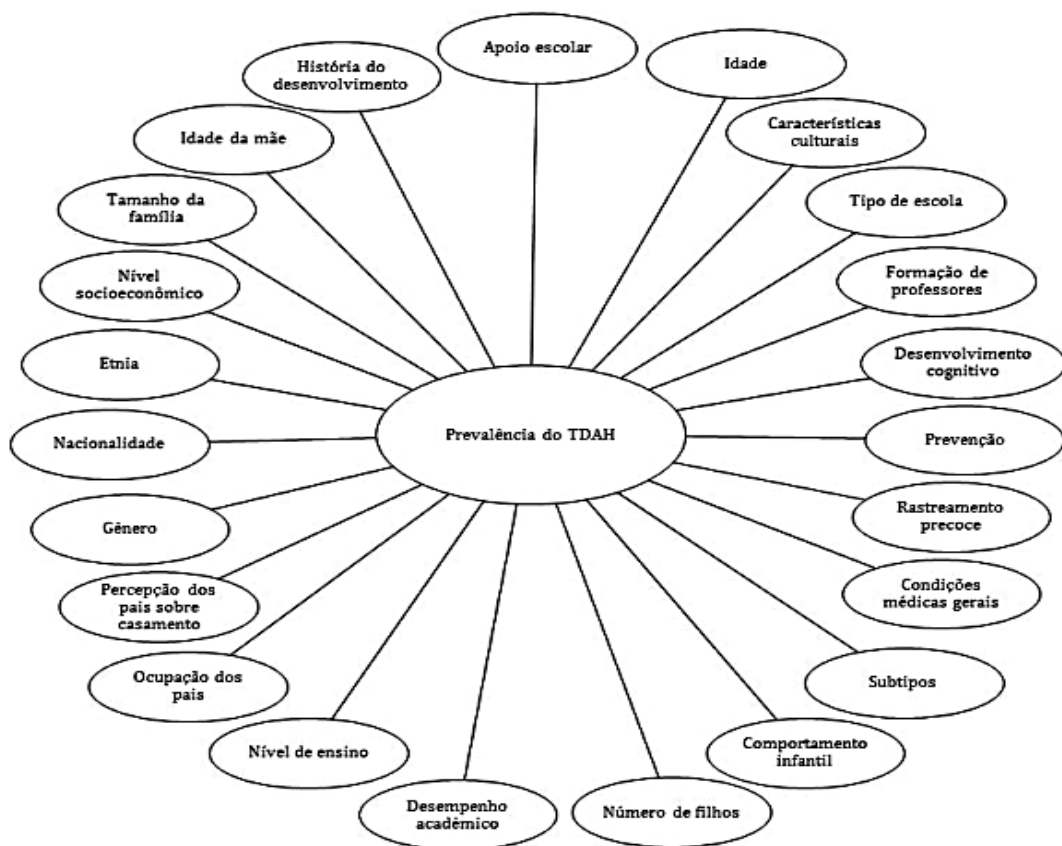 Apoio escolar
Idade
Características
culturais
Tipo de escola
Formação de
professores
Desenvolvimento
cognitivo
Prevenção
Rastreamento
precoce
Condições
médicas gerais
Subtipos
Comportamento
infantil
Número de filhos
Desempenho
acadêmico
Nível de ensino
Ocupação dos
pais
Percepção dos
pais sobre
casamento
Gênero
Nacionalidade
Etnia
Nível
socioeconômico
Tamanho da
família
Idade da mãe
História do
desenvolvimento
Prevalência do TDAH